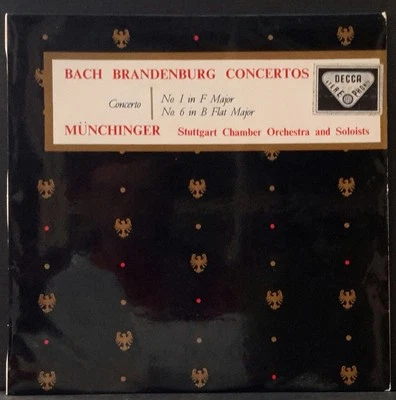 BACH BRANDENBURG CONCERTOS
DECCA
STEREOPHONIC
Concerto
No. 1 in F Major
No. 6 in B Flat Major
MÜNCHINGER Stuttgart Chamber Orchestra and Soloists